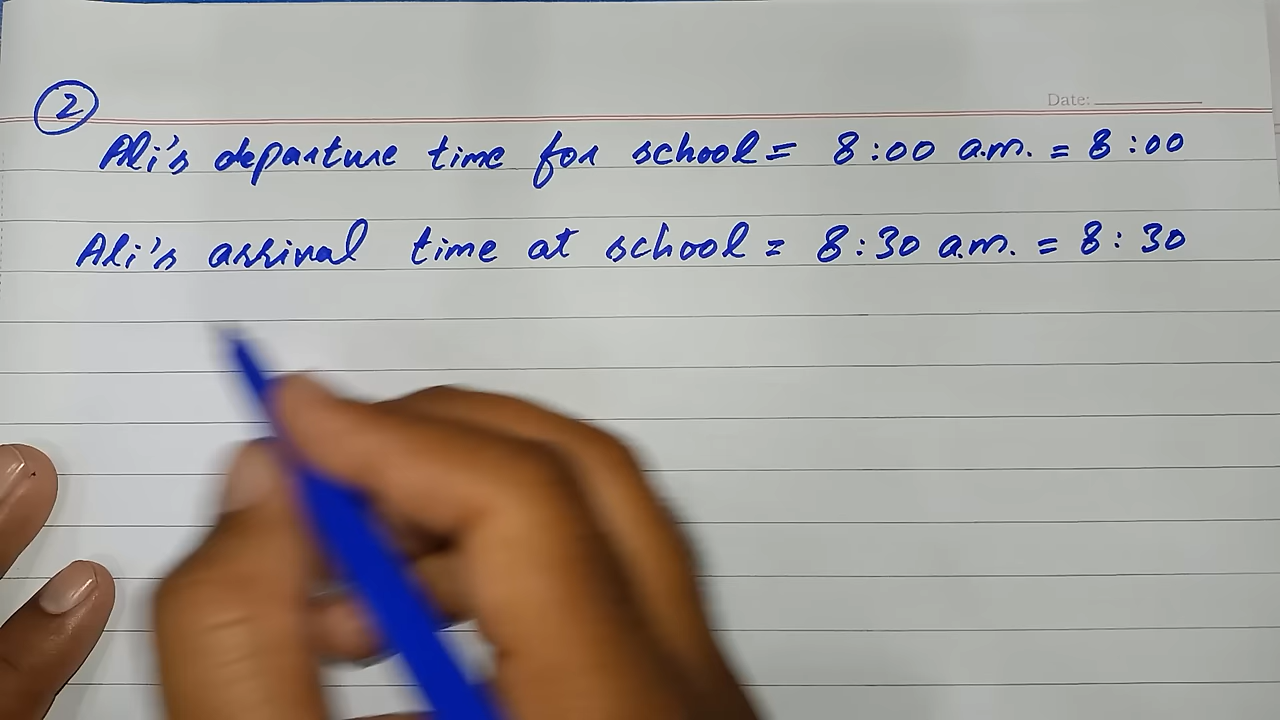 Date:
2
Ali's departure time for school = 8:00 a.m. = 8:00
Ali's arrival time at school = 8:30 a.m. = 8:30